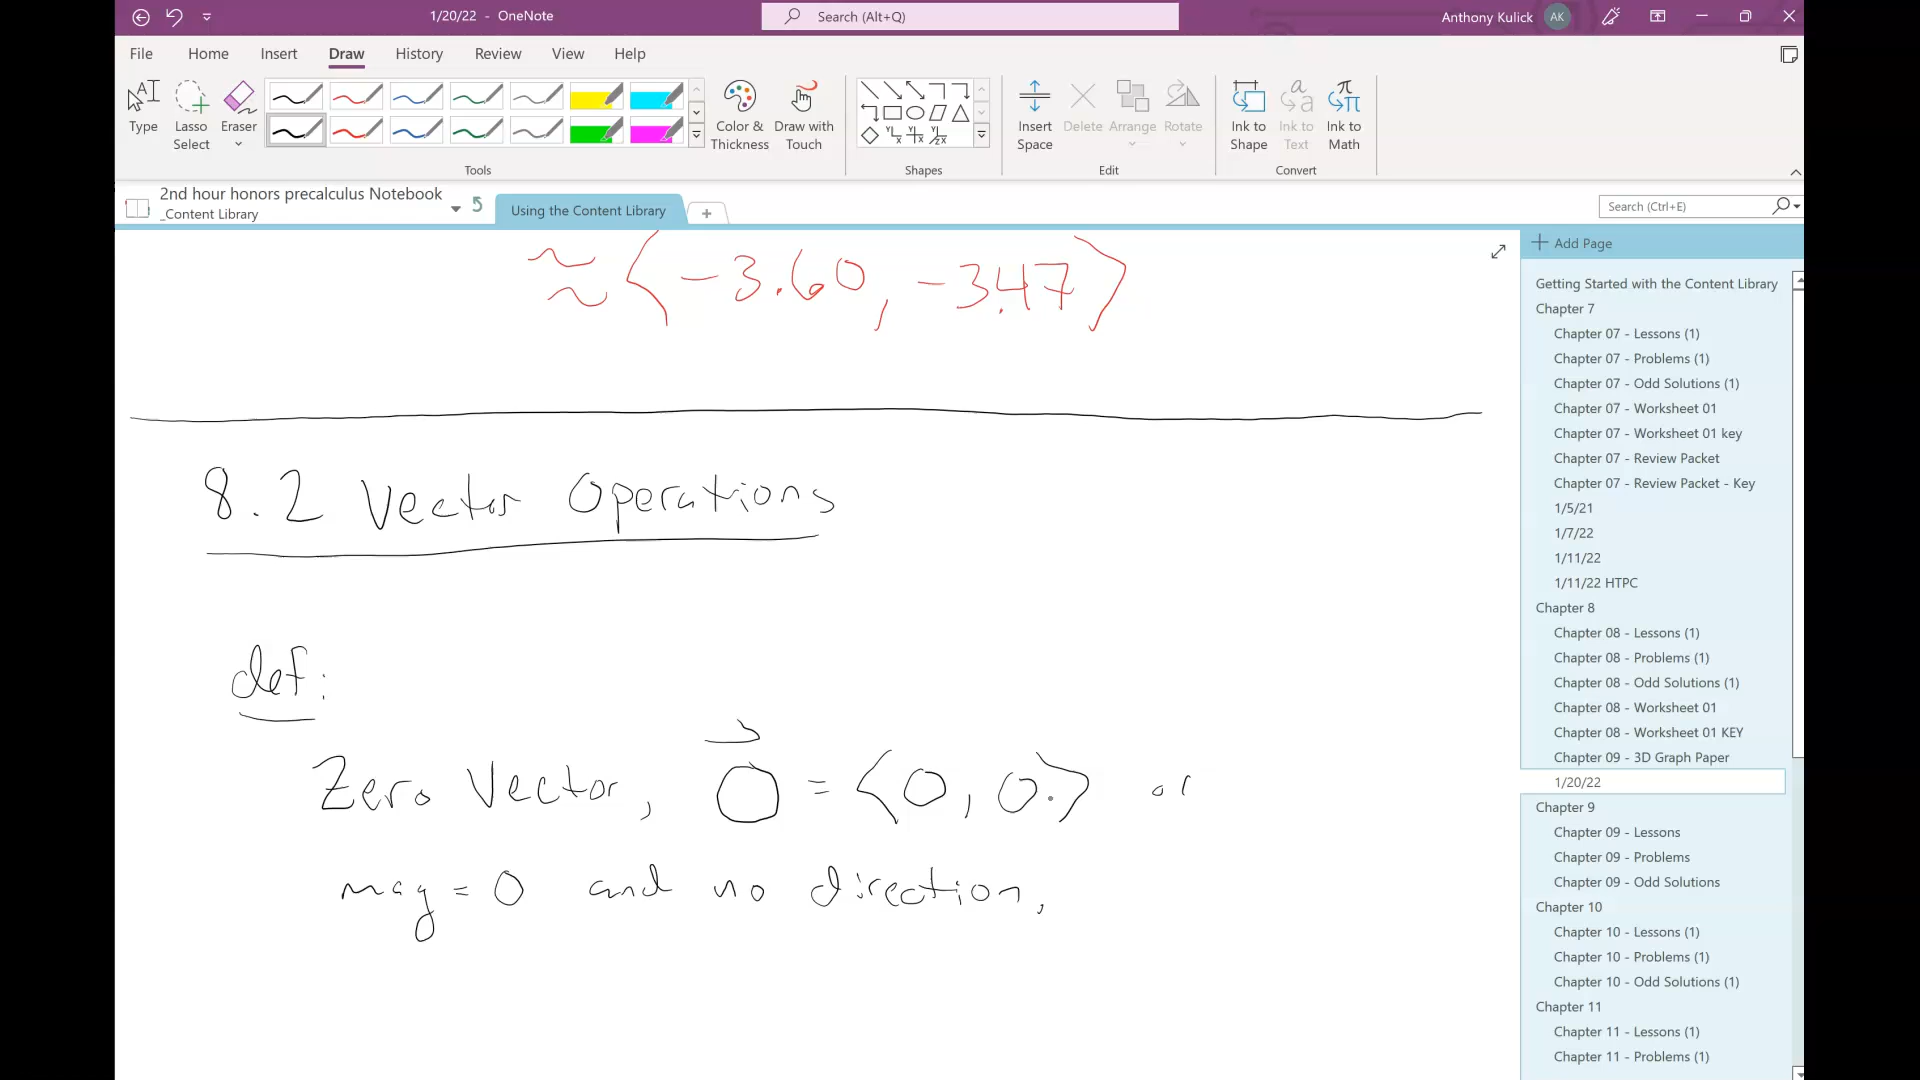 1/20/22 - OneNote
Search (Alt+Q)
Anthony Kulick AK
File Home Insert Draw History Review View Help
Type
Lasso Select
Eraser
Color & Thickness
Draw with Touch
Insert Space
Delete
Arrange
Rotate
Ink to Shape
Ink to Text
Ink to Math
Tools
Shapes
Edit
Convert
2nd hour honors precalculus Notebook
_Content Library
Using the Content Library
Search (Ctrl+E)
≈ ⟨-3.60, -3.47⟩
8.2 Vector Operations
def:
Zero Vector, 0⃗ = ⟨0, 0⟩ or
mag = 0 and no direction,
Add Page
Getting Started with the Content Library
Chapter 7
Chapter 07 - Lessons (1)
Chapter 07 - Problems (1)
Chapter 07 - Odd Solutions (1)
Chapter 07 - Worksheet 01
Chapter 07 - Worksheet 01 key
Chapter 07 - Review Packet
Chapter 07 - Review Packet - Key
1/5/21
1/7/22
1/11/22
1/11/22 HTPC
Chapter 8
Chapter 08 - Lessons (1)
Chapter 08 - Problems (1)
Chapter 08 - Odd Solutions (1)
Chapter 08 - Worksheet 01
Chapter 08 - Worksheet 01 KEY
Chapter 09 - 3D Graph Paper
1/20/22
Chapter 9
Chapter 09 - Lessons
Chapter 09 - Problems
Chapter 09 - Odd Solutions
Chapter 10
Chapter 10 - Lessons (1)
Chapter 10 - Problems (1)
Chapter 10 - Odd Solutions (1)
Chapter 11
Chapter 11 - Lessons (1)
Chapter 11 - Problems (1)